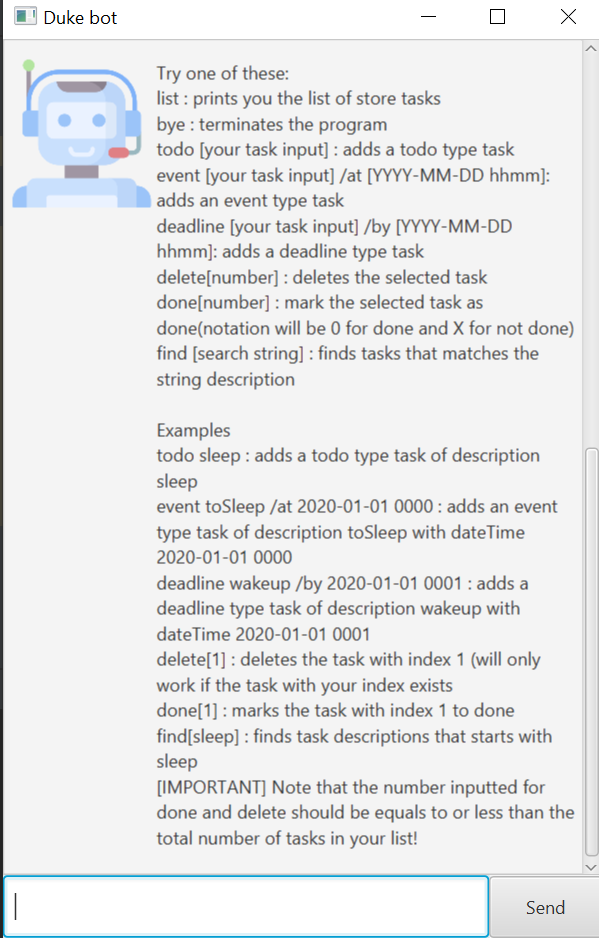 Duke bot
Try one of these:
list : prints you the list of store tasks
bye : terminates the program
todo [your task input] : adds a todo type task
event [your task input] /at [YYYY-MM-DD hhmm]:
adds an event type task
deadline [your task input] /by [YYYY-MM-DD
hhmm]: adds a deadline type task
delete[number] : deletes the selected task
done[number] : mark the selected task as
done(notation will be 0 for done and X for not done)
find [search string] : finds tasks that matches the
string description
Examples
todo sleep : adds a todo type task of description
sleep
event toSleep /at 2020-01-01 0000 : adds an event
type task of description toSleep with dateTime
2020-01-01 0000
deadline wakeup /by 2020-01-01 0001 : adds a
deadline type task of description wakeup with
dateTime 2020-01-01 0001
delete[1] : deletes the task with index 1 (will only
work if the task with your index exists
done[1] : marks the task with index 1 to done
find[sleep] : finds task descriptions that starts with
sleep
[IMPORTANT] Note that the number inputted for
done and delete should be equals to or less than the
total number of tasks in your list!
Send